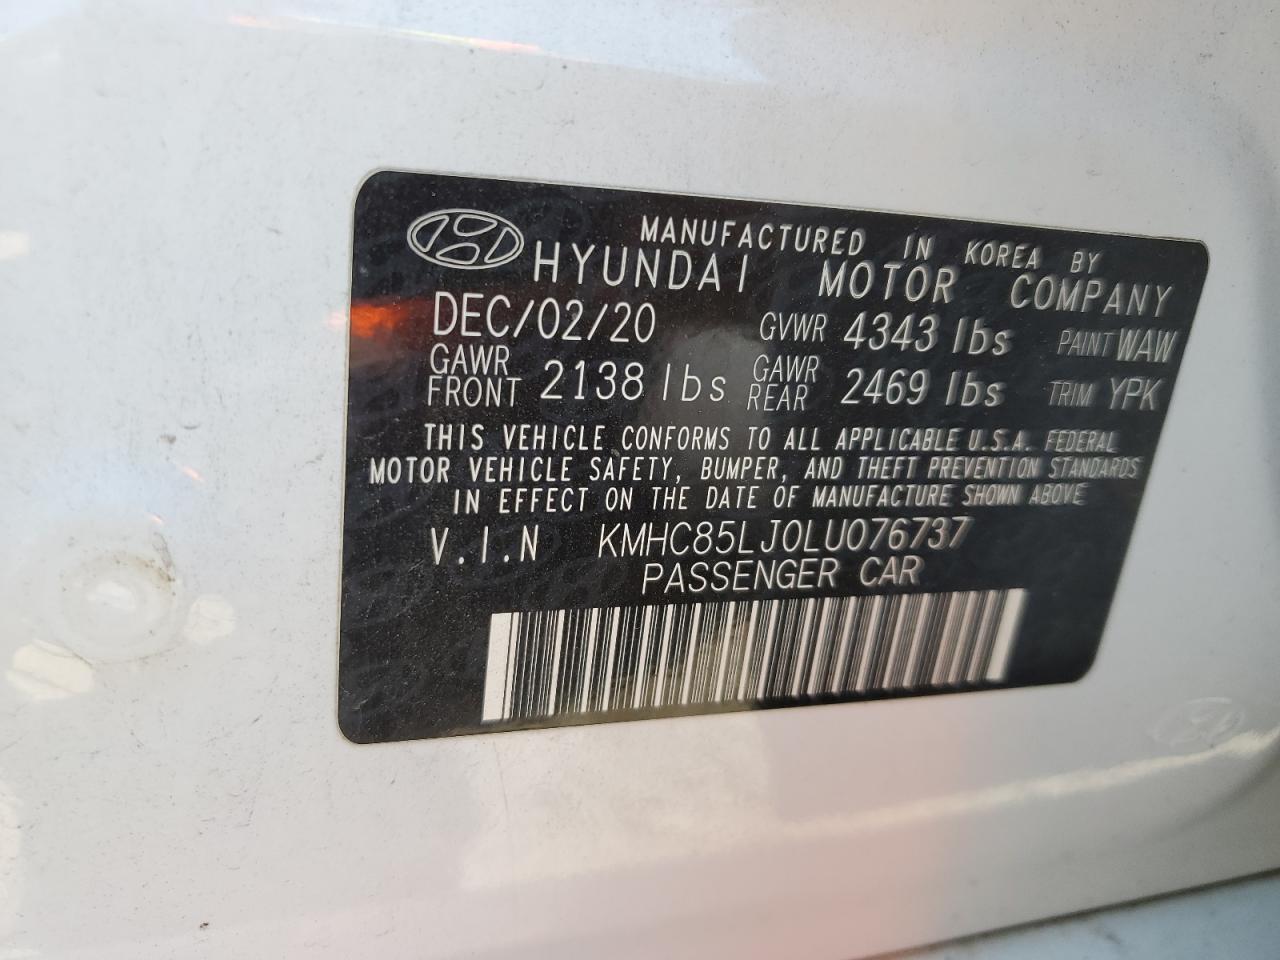 MANUFACTURED IN KOREA BY
HYUNDAI MOTOR COMPANY
DEC/02/20 GVWR 4343 lbs PAINT WAW
GAWR FRONT 2138 lbs GAWR REAR 2469 lbs TRIM YPK
THIS VEHICLE CONFORMS TO ALL APPLICABLE U.S.A. FEDERAL
MOTOR VEHICLE SAFETY, BUMPER, AND THEFT PREVENTION STANDARDS
IN EFFECT ON THE DATE OF MANUFACTURE SHOWN ABOVE
V.I.N KMHC85LJ0LU076737
PASSENGER CAR